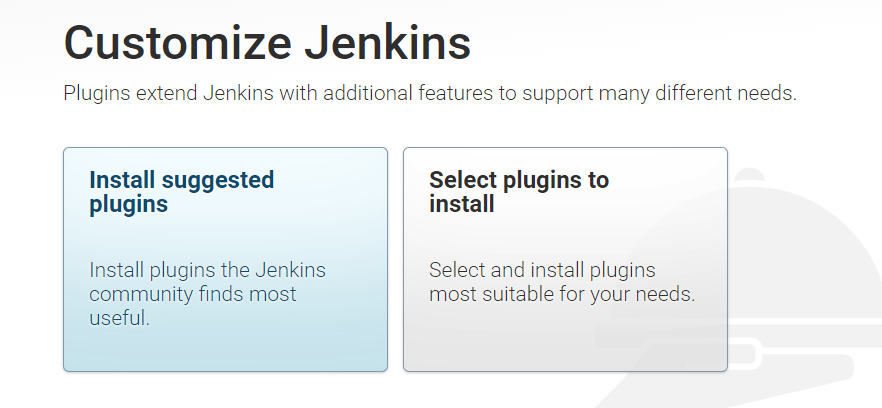 Customize Jenkins
Plugins extend Jenkins with additional features to support many different needs.
Install suggested
plugins
Install plugins the Jenkins
community finds most
useful.
Select plugins to
install
Select and install plugins
most suitable for your needs.